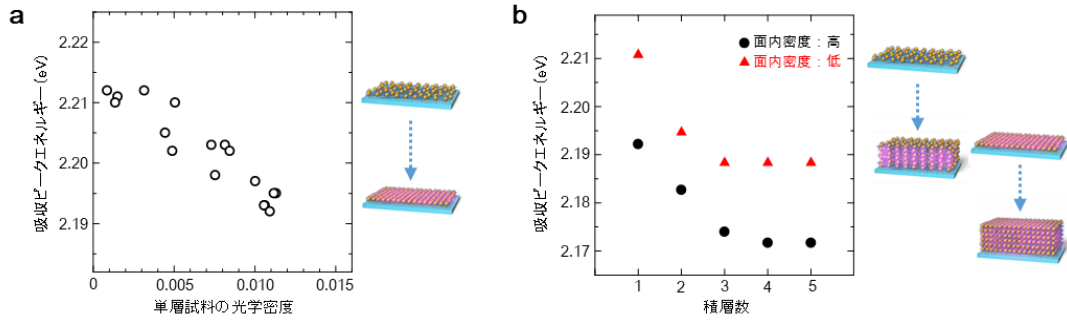 a
吸収ピークエネルギー(eV)
2.22
2.21
2.20
2.19
0
0.005
0.010
0.015
単層試料の光学密度
b
吸収ピークエネルギー(eV)
2.21
2.20
2.19
2.18
2.17
1
2
3
4
5
積層数
面内密度：高
面内密度：低